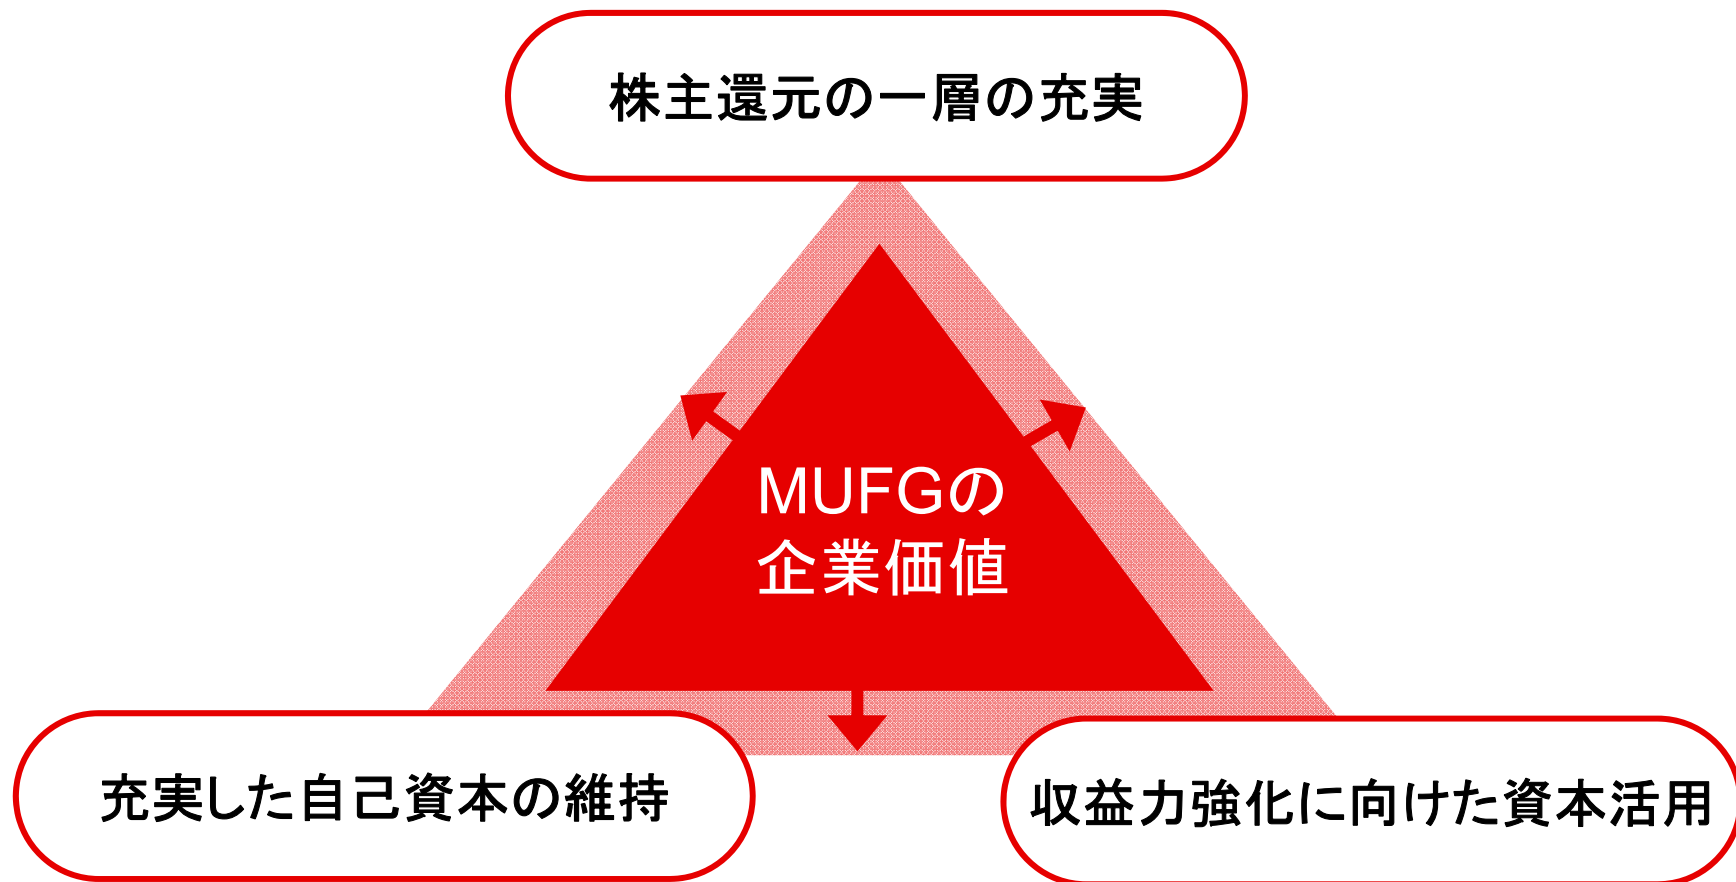 株主還元の一層の充実
MUFGの
企業価値
充実した自己資本の維持
収益力強化に向けた資本活用